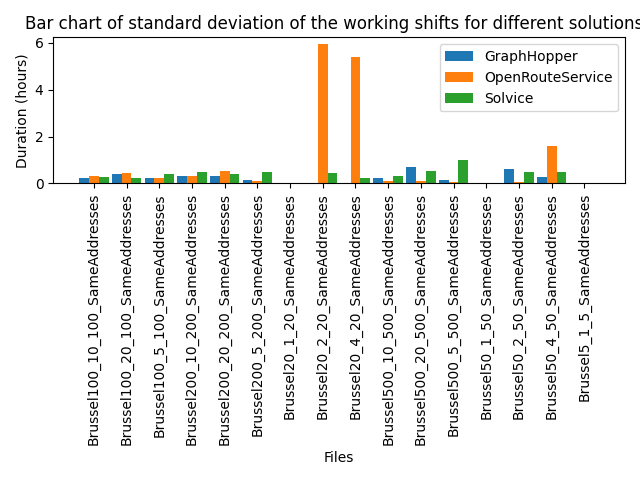 Bar chart of standard deviation of the working shifts for different solutions
Duration (hours)
6
4
2
0
GraphHopper
OpenRouteService
Solvice
Brussel100_10_100_SameAddresses
Brussel100_20_100_SameAddresses
Brussel100_5_100_SameAddresses
Brussel200_10_200_SameAddresses
Brussel200_20_200_SameAddresses
Brussel200_5_200_SameAddresses
Brussel20_1_20_SameAddresses
Brussel20_2_20_SameAddresses
Brussel20_4_20_SameAddresses
Brussel500_10_500_SameAddresses
Brussel500_20_500_SameAddresses
Brussel500_5_500_SameAddresses
Brussel50_1_50_SameAddresses
Brussel50_2_50_SameAddresses
Brussel50_4_50_SameAddresses
Brussel5_1_5_SameAddresses
Files